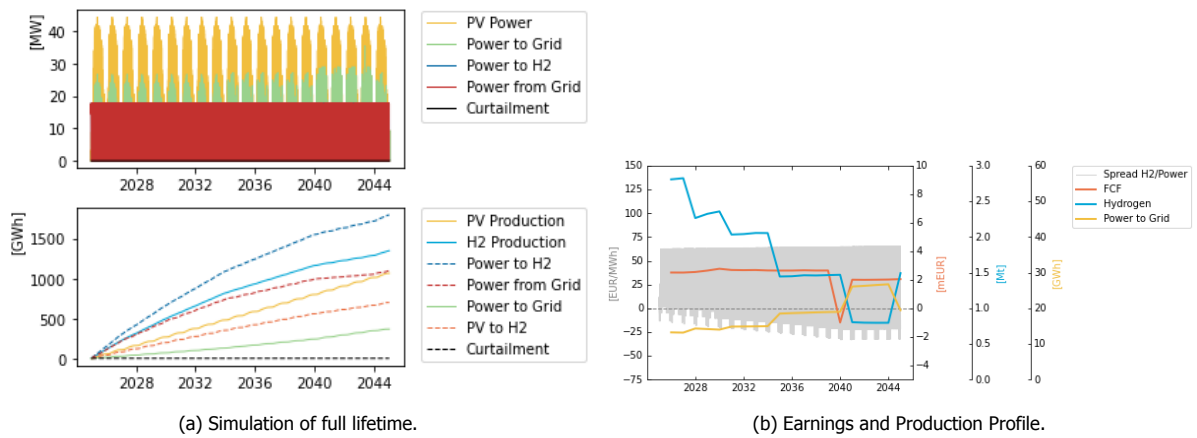 [MW]
40
30
20
10
0
2028 2032 2036 2040 2044
PV Power
Power to Grid
Power to H2
Power from Grid
Curtailment
[GWh]
1500
1000
500
0
2028 2032 2036 2040 2044
PV Production
H2 Production
Power to H2
Power from Grid
Power to Grid
PV to H2
Curtailment
(a) Simulation of full lifetime.
[EUR/MWh]
150
125
100
75
50
25
0
−25
−50
−75
2028 2032 2036 2040 2044
10
8
6
4
2
0
−2
−4
[mEUR]
3.0
2.5
2.0
1.5
1.0
0.5
0.0
[Mt]
60
50
40
30
20
10
0
[GWh]
Spread H2/Power
FCF
Hydrogen
Power to Grid
(b) Earnings and Production Profile.